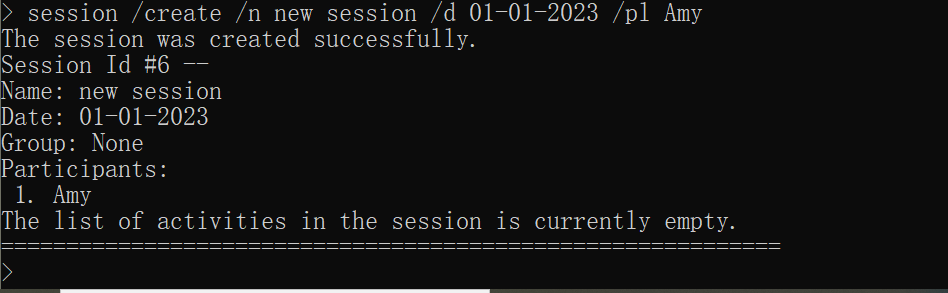 > session /create /n new session /d 01-01-2023 /pl Amy
The session was created successfully.
Session Id #6 --
Name: new session
Date: 01-01-2023
Group: None
Participants:
 1. Amy
The list of activities in the session is currently empty.
============================================================
>